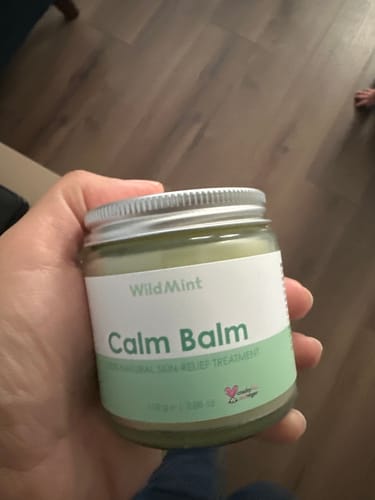 WildMint
Calm Balm
NATURAL SKIN-RELIEF TREATMENT